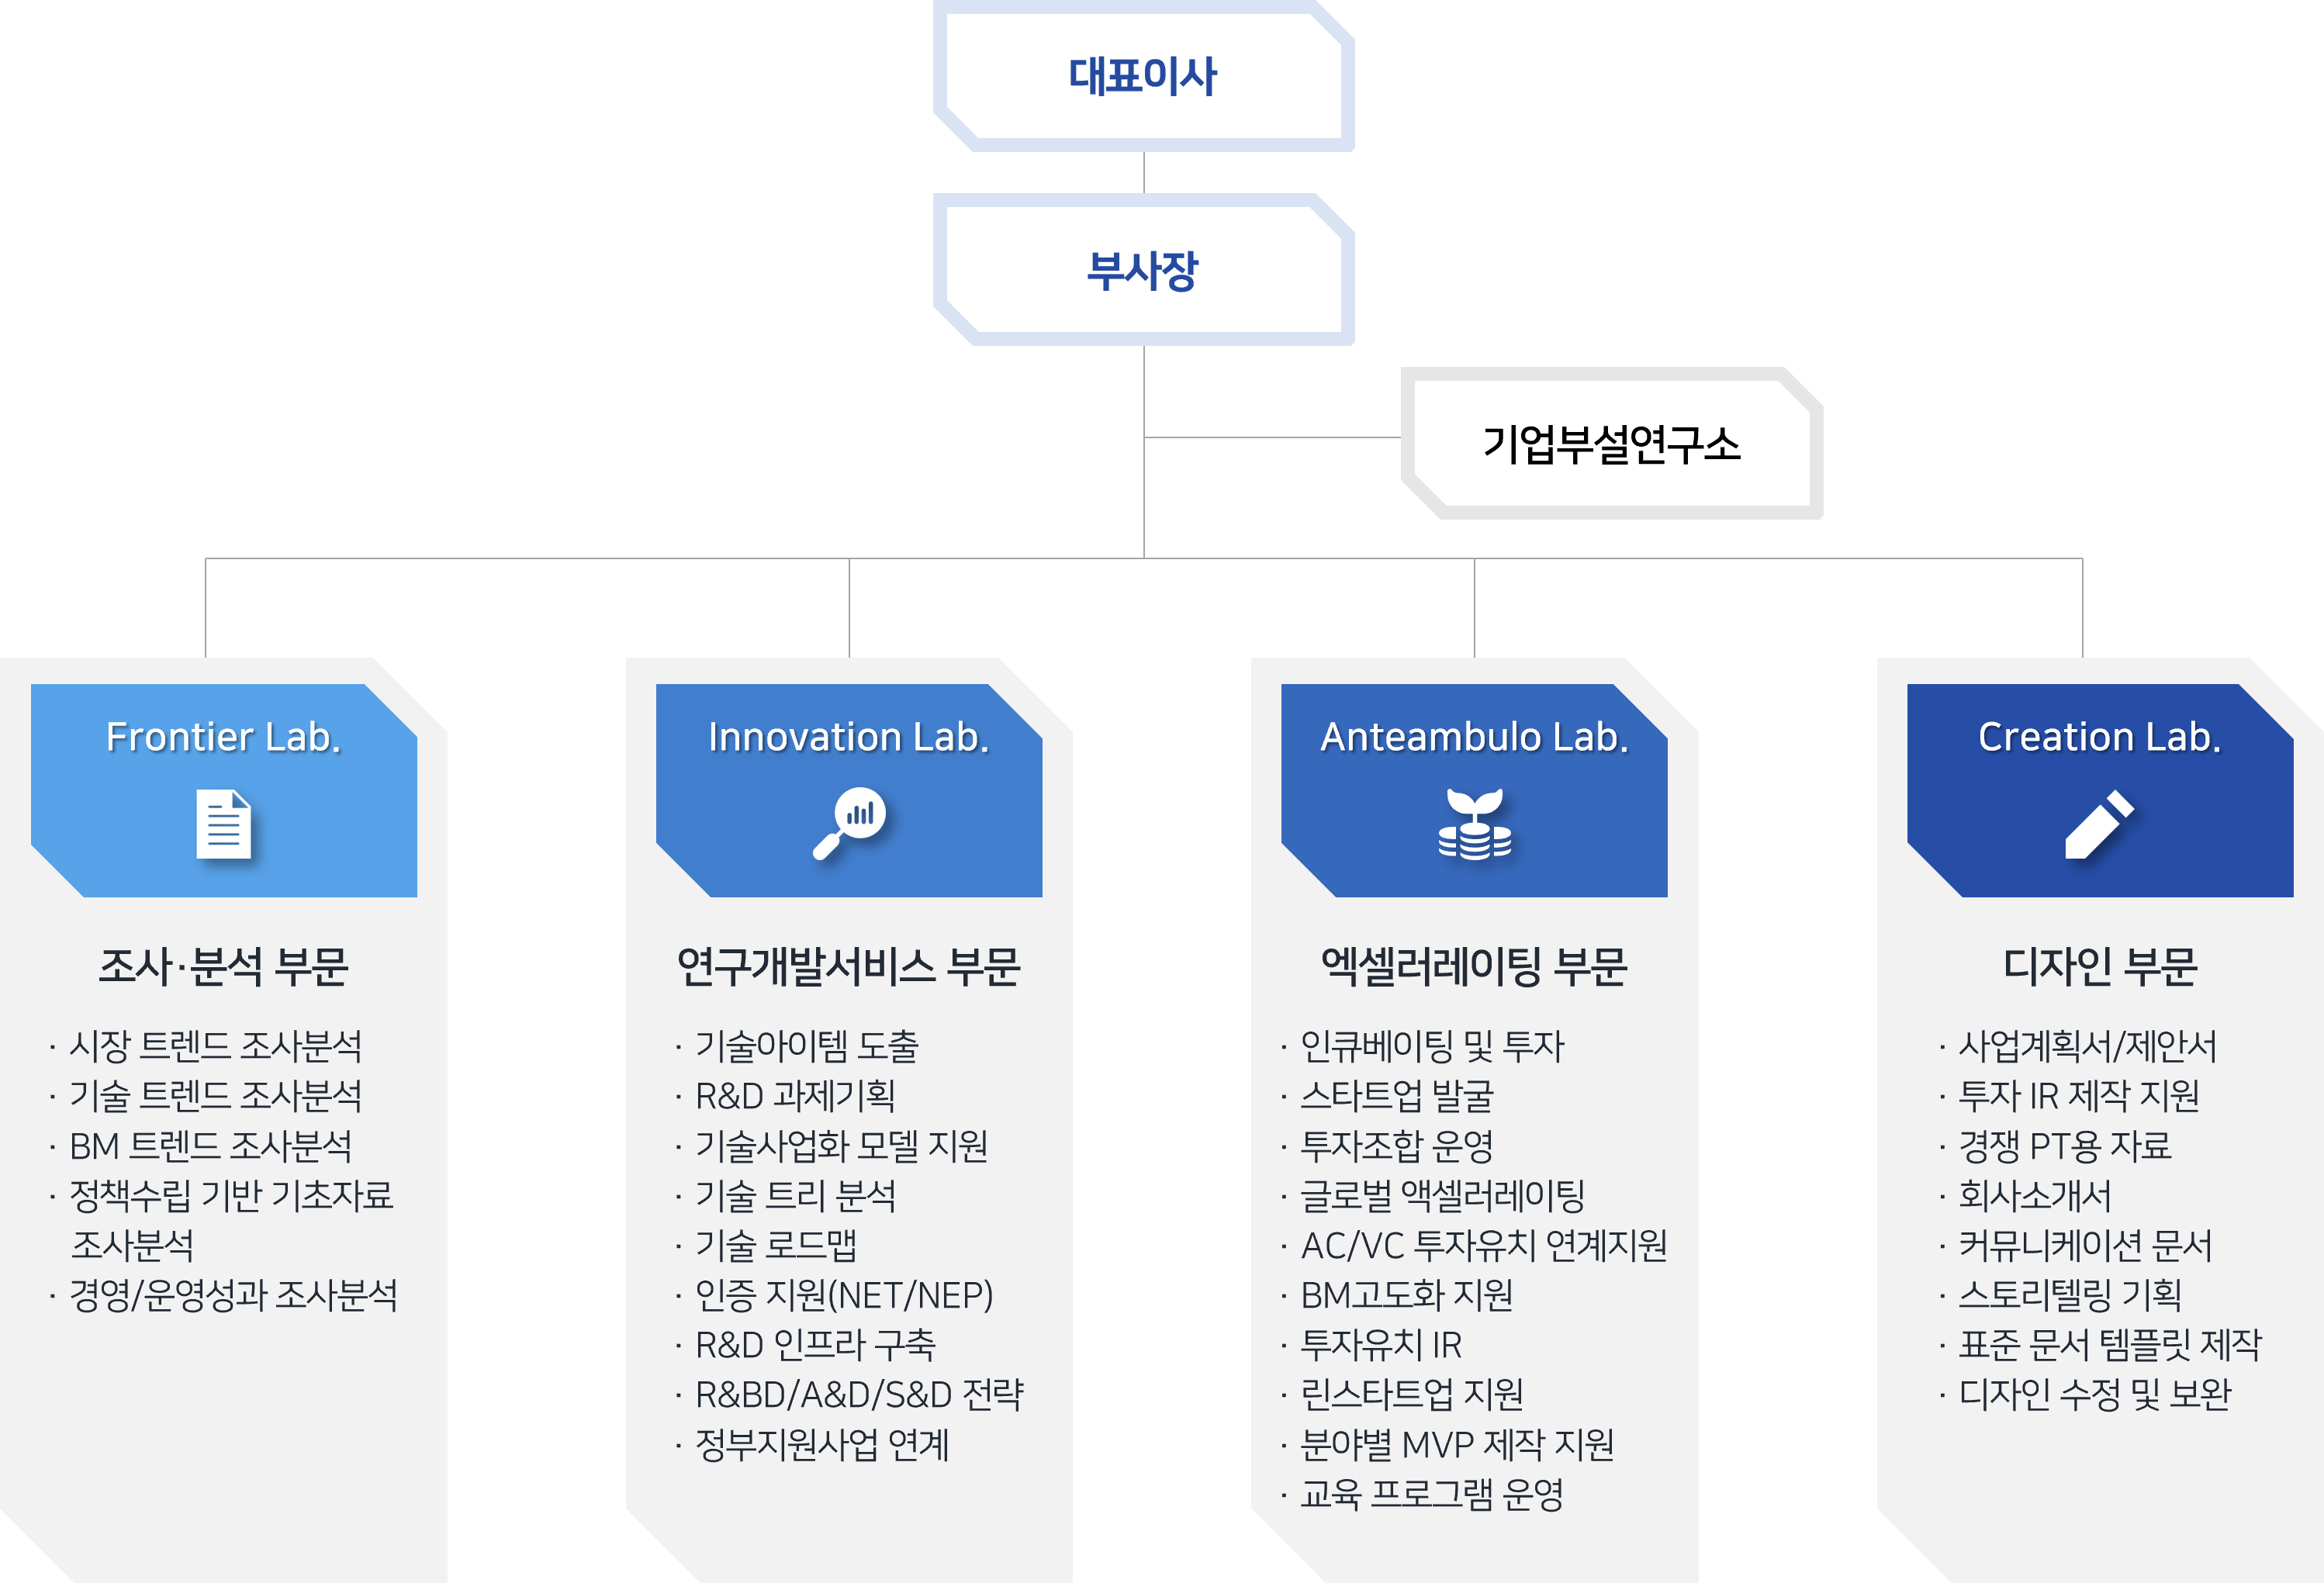 대표이사
부사장
기업부설연구소
Frontier Lab.
조사·분석 부문
· 시장 트렌드 조사분석
· 기술 트렌드 조사분석
· BM 트렌드 조사분석
· 정책수립 기반 기초자료
조사분석
· 경영/운영성과 조사분석
Innovation Lab.
연구개발서비스 부문
· 기술아이템 도출
· R&D 과제기획
· 기술사업화 모델 지원
· 기술 트리 분석
· 기술 로드맵
· 인증 지원(NET/NEP)
· R&D 인프라 구축
· R&BD/A&D/S&D 전략
· 정부지원사업 연계
Anteambulo Lab.
액셀러레이팅 부문
· 인큐베이팅 및 투자
· 스타트업 발굴
· 투자조합 운영
· 글로벌 액셀러레이팅
· AC/VC 투자유치 연계지원
· BM고도화 지원
· 투자유치 IR
· 린스타트업 지원
· 분야별 MVP 제작 지원
· 교육 프로그램 운영
Creation Lab.
디자인 부문
· 사업계획서/제안서
· 투자 IR 제작 지원
· 경쟁 PT용 자료
· 회사소개서
· 커뮤니케이션 문서
· 스토리텔링 기획
· 표준 문서 템플릿 제작
· 디자인 수정 및 보완